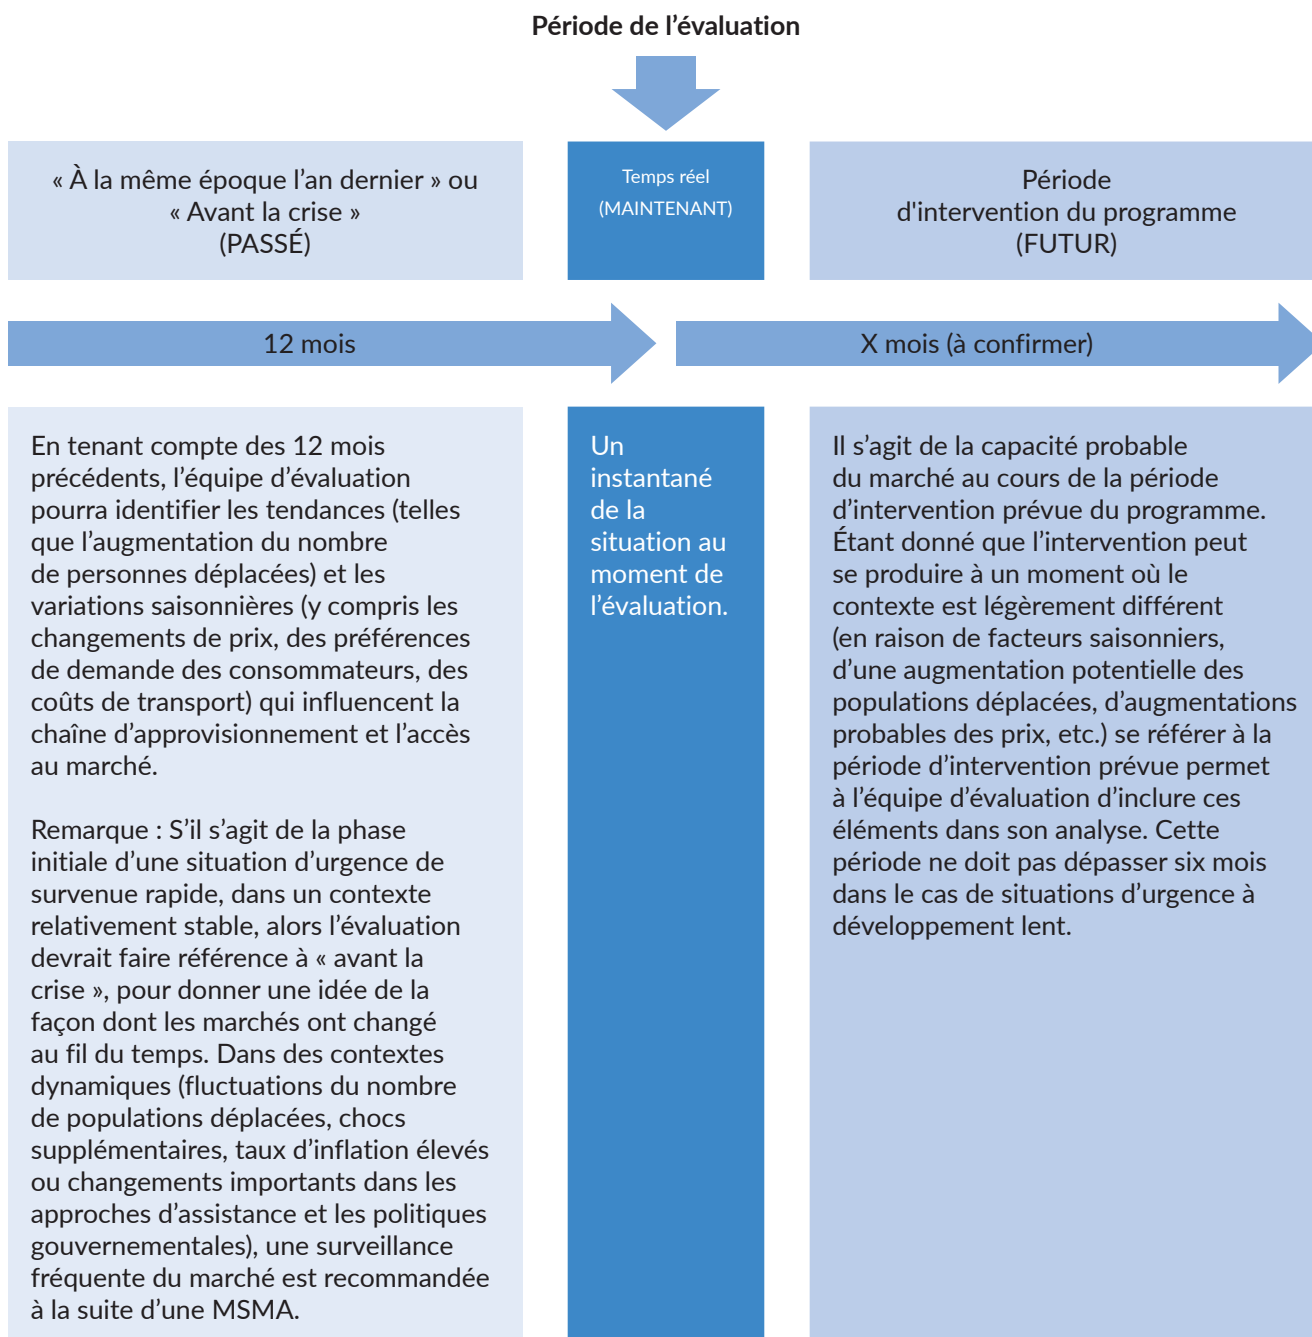 Période de l’évaluation
« À la même époque l’an dernier » ou
« Avant la crise »
(PASSÉ)
Temps réel
(MAINTENANT)
Période
d'intervention du programme
(FUTUR)
12 mois
X mois (à confirmer)
En tenant compte des 12 mois
précédents, l’équipe d’évaluation
pourra identifier les tendances (telles
que l’augmentation du nombre
de personnes déplacées) et les
variations saisonnières (y compris les
changements de prix, des préférences
de demande des consommateurs, des
coûts de transport) qui influencent la
chaîne d’approvisionnement et l’accès
au marché.
Remarque : S’il s’agit de la phase
initiale d’une situation d’urgence de
survenue rapide, dans un contexte
relativement stable, alors l’évaluation
devrait faire référence à « avant la
crise », pour donner une idée de la
façon dont les marchés ont changé
au fil du temps. Dans des contextes
dynamiques (fluctuations du nombre
de populations déplacées, chocs
supplémentaires, taux d’inflation élevés
ou changements importants dans les
approches d’assistance et les politiques
gouvernementales), une surveillance
fréquente du marché est recommandée
à la suite d’une MSMA.
Un
instantané
de la
situation au
moment de
l’évaluation.
Il s’agit de la capacité probable
du marché au cours de la période
d’intervention prévue du programme.
Étant donné que l’intervention peut
se produire à un moment où le
contexte est légèrement différent
(en raison de facteurs saisonniers,
d’une augmentation potentielle des
populations déplacées, d’augmentations
probables des prix, etc.) se référer à la
période d’intervention prévue permet
à l’équipe d’évaluation d’inclure ces
éléments dans son analyse. Cette
période ne doit pas dépasser six mois
dans le cas de situations d’urgence à
développement lent.